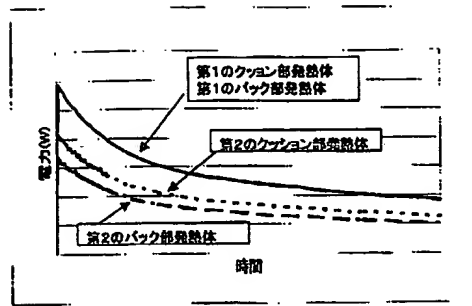 第1のクッション部発熱体
第1のバック部発熱体
第2のクッション部発熱体
電力(W)
第2のバック部発熱体
時間